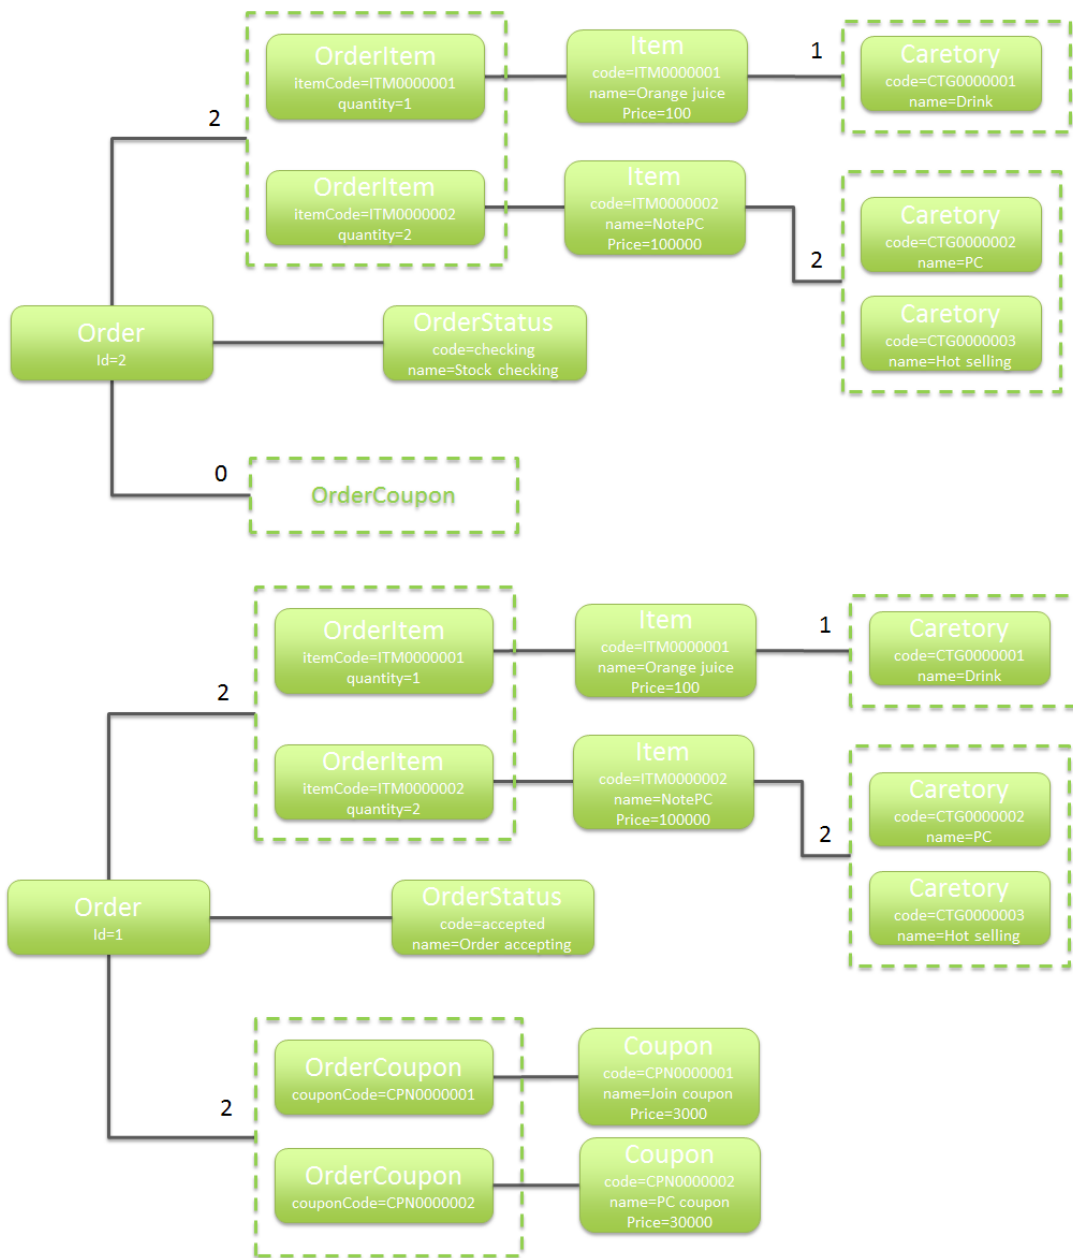 OrderItem
itemCode=ITM0000001
quantity=1
Item
code=ITM0000001
name=Orange juice
Price=100
1
Caretory
code=CTG0000001
name=Drink
2
OrderItem
itemCode=ITM0000002
quantity=2
Item
code=ITM0000002
name=NotePC
Price=100000
2
Caretory
code=CTG0000002
name=PC
Caretory
code=CTG0000003
name=Hot selling
Order
Id=2
OrderStatus
code=checking
name=Stock checking
0
OrderCoupon
OrderItem
itemCode=ITM0000001
quantity=1
Item
code=ITM0000001
name=Orange juice
Price=100
1
Caretory
code=CTG0000001
name=Drink
2
OrderItem
itemCode=ITM0000002
quantity=2
Item
code=ITM0000002
name=NotePC
Price=100000
2
Caretory
code=CTG0000002
name=PC
Caretory
code=CTG0000003
name=Hot selling
Order
Id=1
OrderStatus
code=accepted
name=Order accepting
2
OrderCoupon
couponCode=CPN0000001
Coupon
code=CPN0000001
name=Join coupon
Price=3000
OrderCoupon
couponCode=CPN0000002
Coupon
code=CPN0000002
name=PC coupon
Price=30000